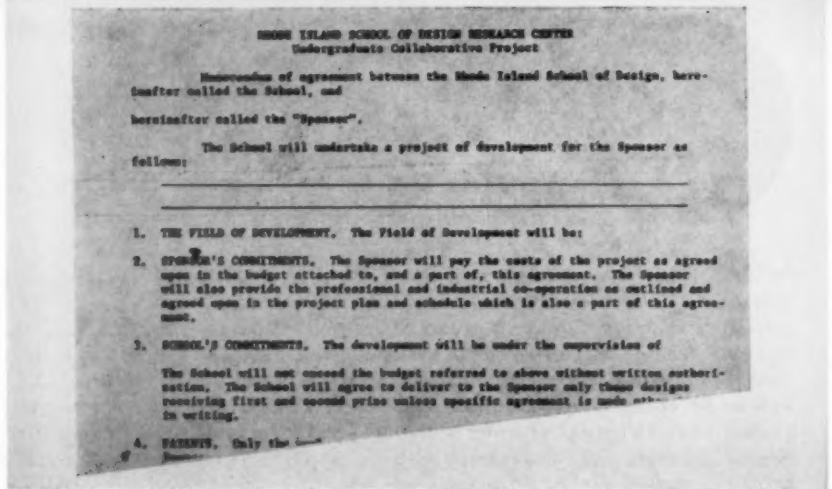 RHODE ISLAND SCHOOL OF DESIGN RESEARCH CENTER
Undergraduate Collaborative Project
Memorandum of agreement between the Rhode Island School of Design, here-
inafter called the School, and
hereinafter called the "Sponsor".
The School will undertake a project of development for the Sponsor as
follows:
1. THE FIELD OF DEVELOPMENT. The Field of Development will be:
2. SPONSOR'S COMMITMENTS. The Sponsor will pay the costs of the project as agreed
upon in the budget attached to, and a part of, this agreement. The Sponsor
will also provide the professional and industrial co-operation as outlined and
agreed upon in the project plan and schedule which is also a part of this agree-
ment.
3. SCHOOL'S COMMITMENTS. The development will be under the supervision of
The School will not exceed the budget referred to above without written authori-
zation. The School will agree to deliver to the Sponsor only those designs
receiving first and second prize unless specific agreement is made
in writing.
4. PATENTS. Only the